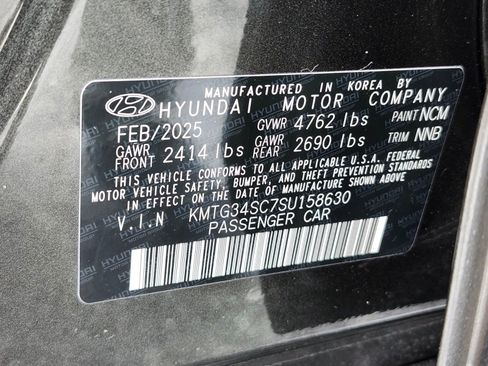 MANUFACTURED IN KOREA BY
HYUNDAI MOTOR COMPANY
FEB/2025 GVWR 4762 lbs PAINT NCM
GAWR FRONT 2414 lbs GAWR REAR 2690 lbs TRIM NNB
THIS VEHICLE CONFORMS TO ALL APPLICABLE U.S.A. FEDERAL
MOTOR VEHICLE SAFETY, BUMPER, AND THEFT PREVENTION STANDARDS
IN EFFECT ON THE DATE OF MANUFACTURE SHOWN ABOVE.
V.I.N KMTG34SC7SU158630
PASSENGER CAR